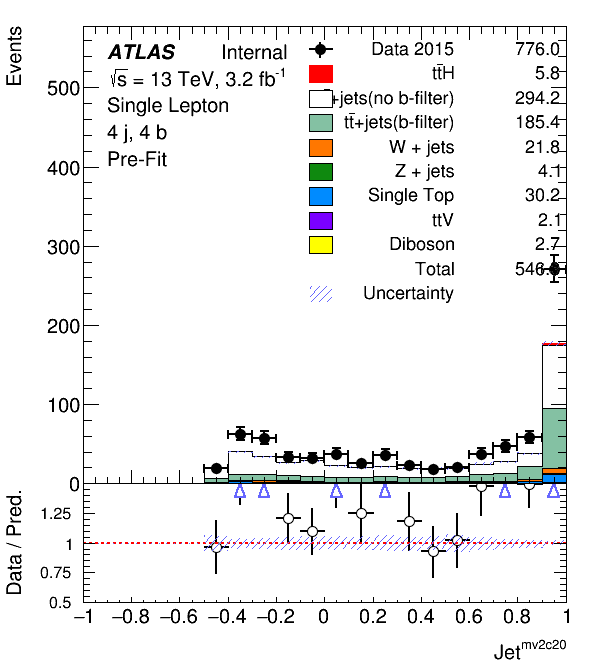 Events
ATLAS Internal
√s = 13 TeV, 3.2 fb⁻¹
Single Lepton
4 j, 4 b
Pre-Fit
Data 2015 776.0
tt̄H 5.8
+jets(no b-filter) 294.2
tt̄+jets(b-filter) 185.4
W + jets 21.8
Z + jets 4.1
Single Top 30.2
ttV 2.1
Diboson 2.7
Total 546.
Uncertainty
500
400
300
200
100
0
Data / Pred.
1.25
1
0.75
0.5
−1 −0.8 −0.6 −0.4 −0.2 0 0.2 0.4 0.6 0.8 1
Jet^mv2c20